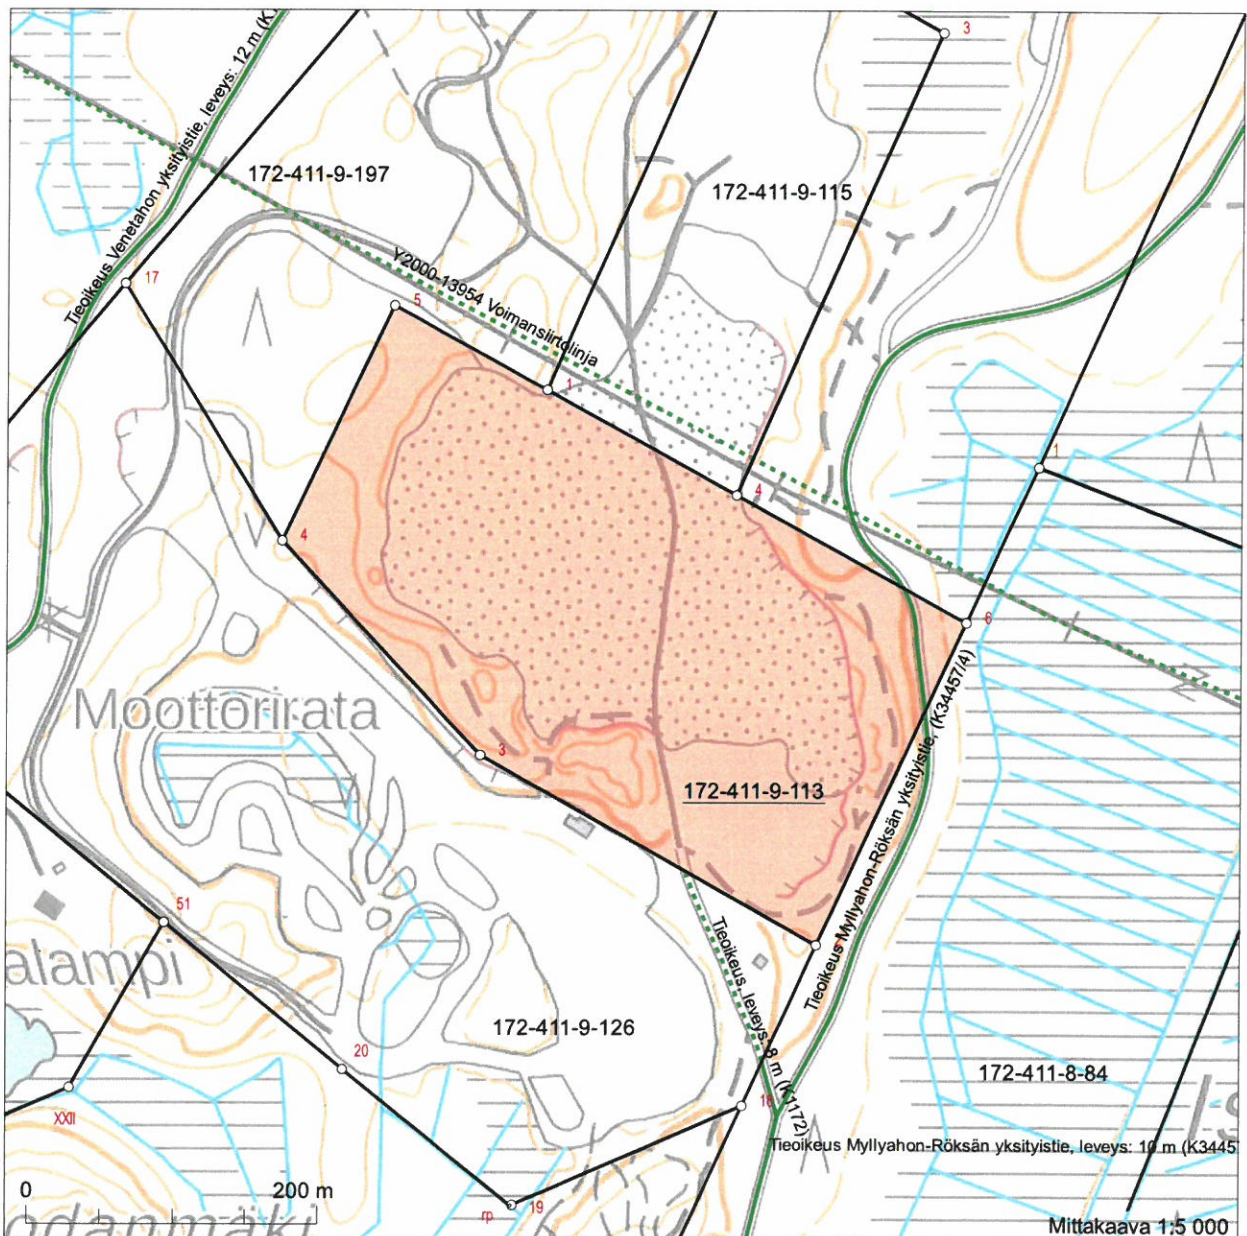 3
Tieoikeus Venetahon yksityistie, leveys: 12 m
172-411-9-197
172-411-9-115
17
5
Y2000-13954 Voimansiirtolinja
1
1
4
4
6
Moottorirata
3
172-411-9-113
Tieoikeus Myllyahon-Röksän yksityistie, (K34457/4)
51
alampi
Tieoikeus, leveys: 8 m (K1172)
172-411-9-126
20
172-411-8-84
XXII
18
Tieoikeus Myllyahon-Röksän yksityistie, leveys: 10 m (K3445
0 200 m
rp 19
odanmäki
Mittakaava 1:5 000